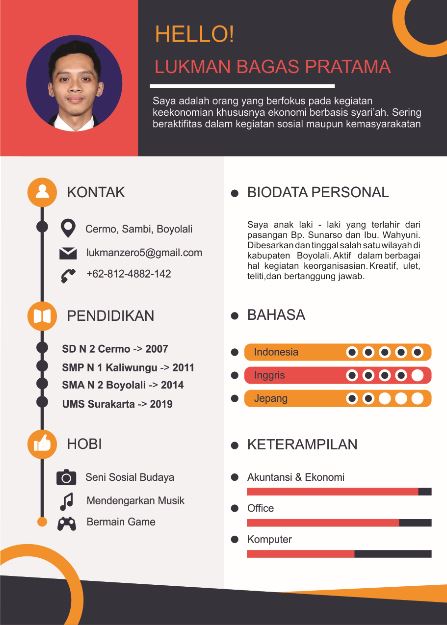 HELLO!
LUKMAN BAGAS PRATAMA
Saya adalah orang yang berfokus pada kegiatan
keekonomian khususnya ekonomi berbasis syari'ah. Sering
beraktifitas dalam kegiatan sosial maupun kemasyarakatan
KONTAK
Cermo, Sambi, Boyolali
lukmanzero5@gmail.com
+62-812-4882-142
PENDIDIKAN
SD N 2 Cermo -> 2007
SMP N 1 Kaliwungu -> 2011
SMA N 2 Boyolali -> 2014
UMS Surakarta -> 2019
HOBI
Seni Sosial Budaya
Mendengarkan Musik
Bermain Game
BIODATA PERSONAL
Saya anak laki - laki yang terlahir dari
pasangan Bp. Sunarso dan Ibu. Wahyuni.
Dibesarkan dan tinggal salah satu wilayah di
kabupaten Boyolali. Aktif dalam berbagai
hal kegiatan keorganisasian. Kreatif, ulet,
teliti,dan bertanggung jawab.
BAHASA
Indonesia
Inggris
Jepang
KETERAMPILAN
Akuntansi & Ekonomi
Office
Komputer